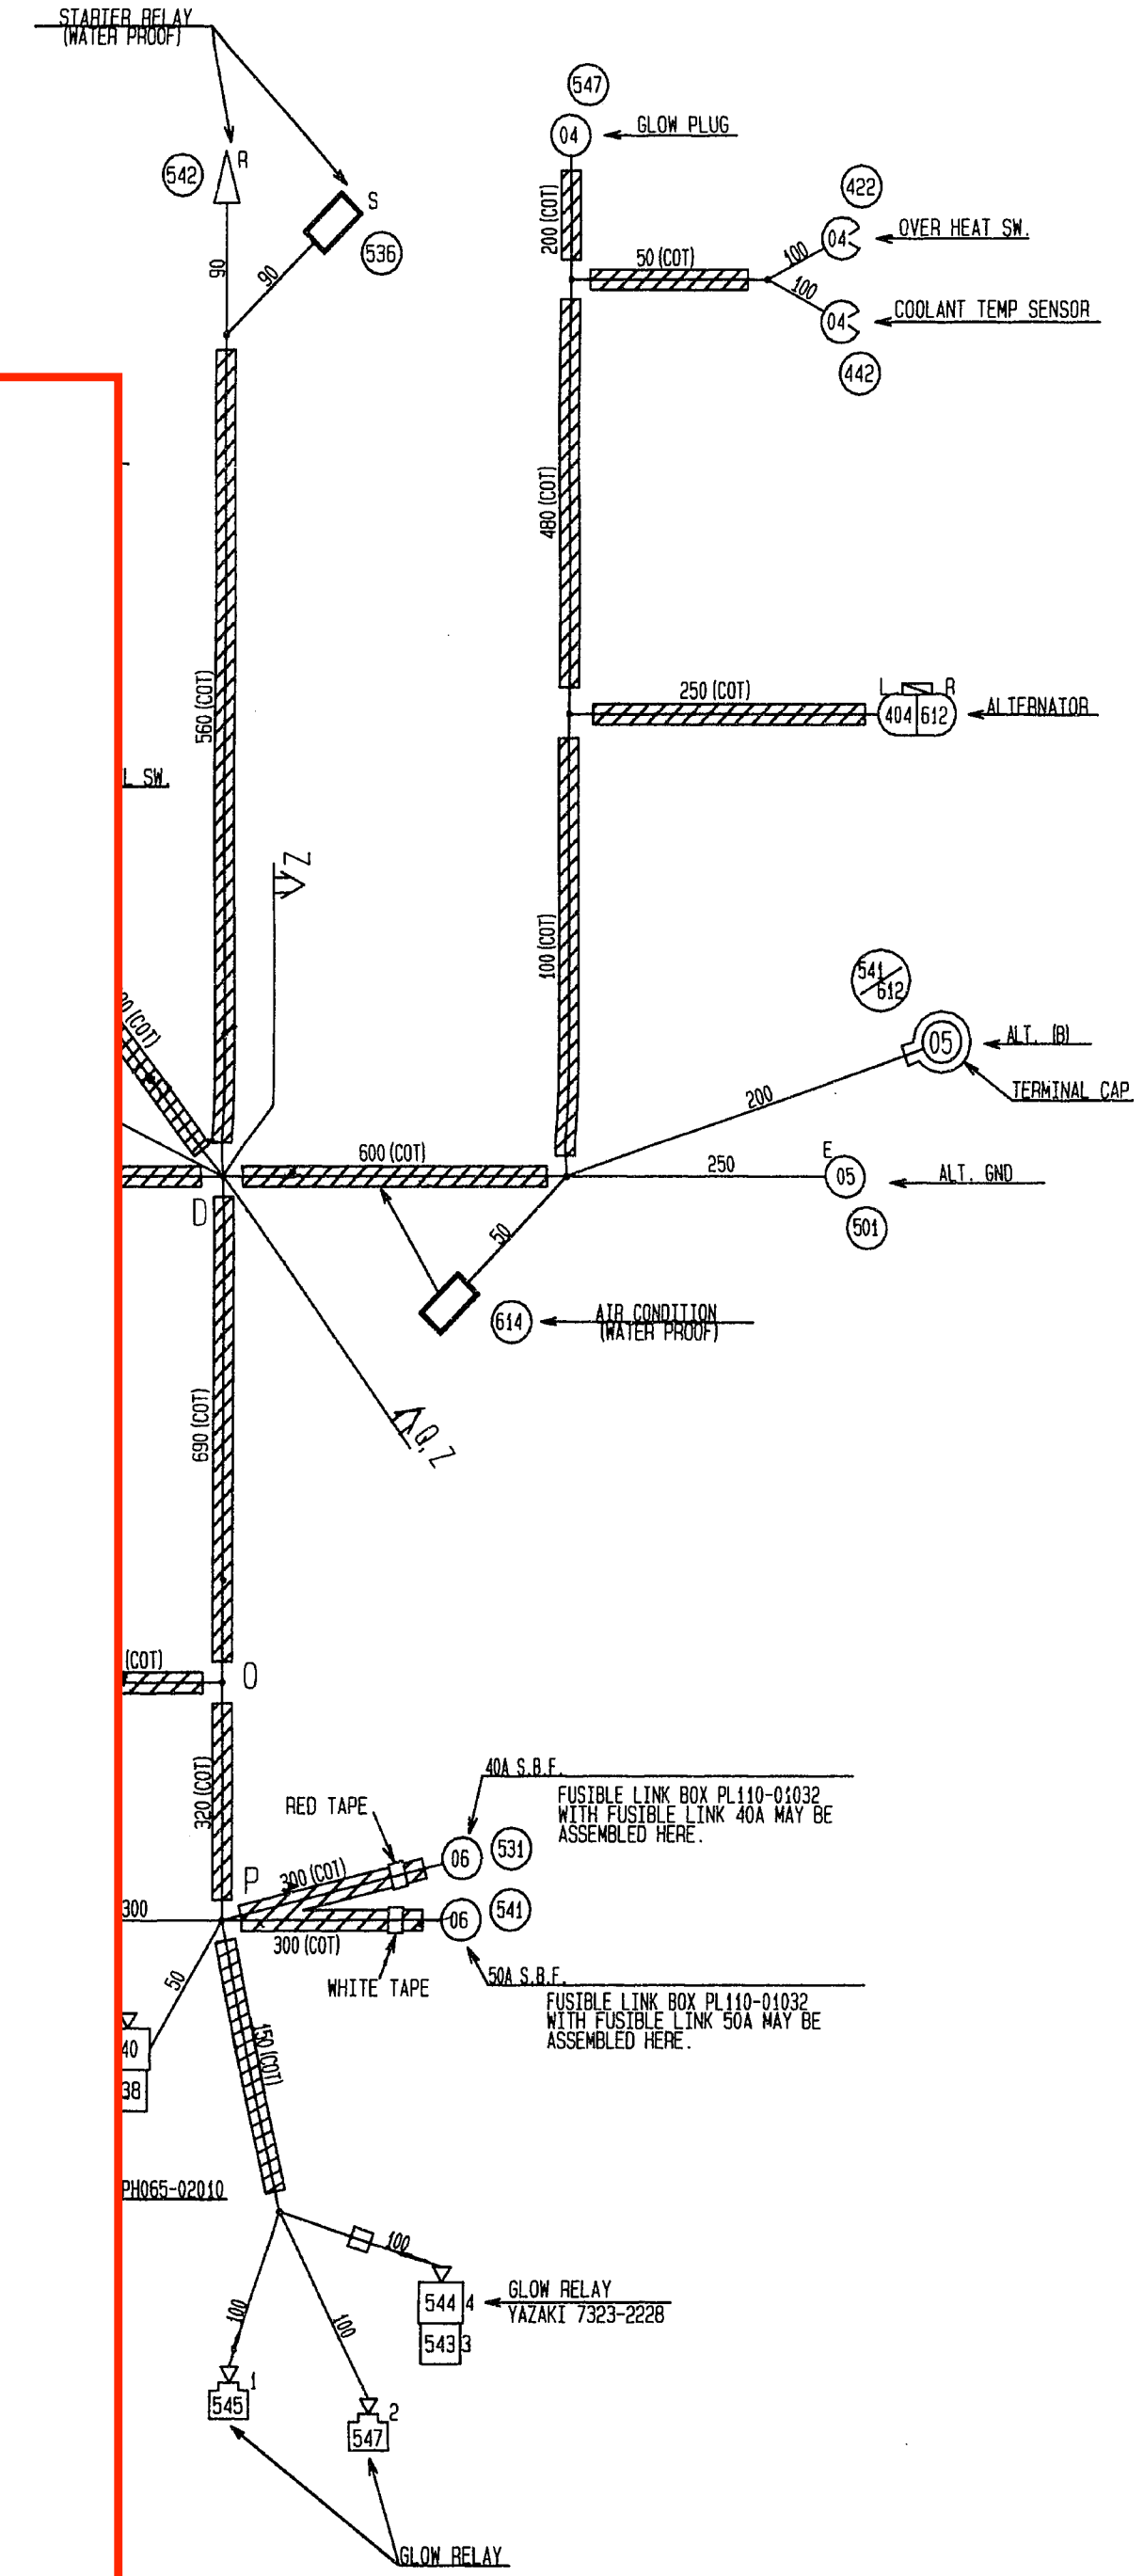 STARTER RELAY
(WATER PROOF)
547
04
GLOW PLUG
542
R
S
536
90
90
200 (COT)
422
OVER HEAT SW.
04
50 (COT)
100
100
04
COOLANT TEMP SENSOR
442
480 (COT)
560 (COT)
250 (COT)
L
R
404
612
ALTERNATOR
L SW.
Z
100 (COT)
541
612
05
ALT. (B)
TERMINAL CAP
200
(COT)
600 (COT)
250
E
05
ALT. GND
501
D
50
614
AIR CONDITION
(WATER PROOF)
690 (COT)
Q, Z
(COT)
O
320 (COT)
40A S.B.F.
FUSIBLE LINK BOX PL110-01032
WITH FUSIBLE LINK 40A MAY BE
ASSEMBLED HERE.
RED TAPE
P
300 (COT)
06
531
300
06
541
300 (COT)
WHITE TAPE
50A S.B.F.
FUSIBLE LINK BOX PL110-01032
WITH FUSIBLE LINK 50A MAY BE
ASSEMBLED HERE.
50
40
38
150 (COT)
PH065-02010
100
100
100
544
4
543
3
GLOW RELAY
YAZAKI 7323-2228
545
1
547
2
GLOW RELAY